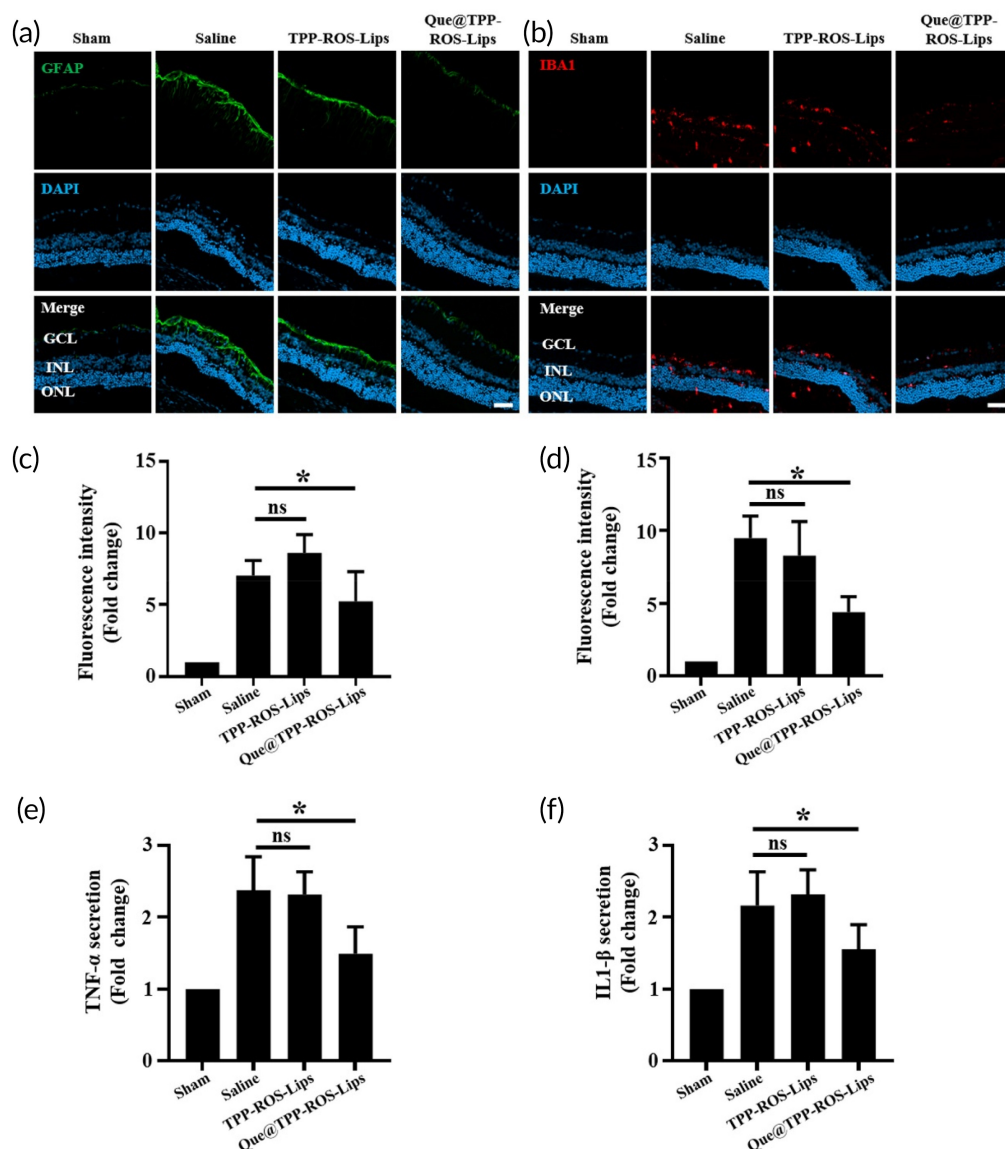 (a)
Sham
Saline
TPP-ROS-Lips
Que@TPP-
ROS-Lips
GFAP
DAPI
Merge
GCL
INL
ONL
(b)
Sham
Saline
TPP-ROS-Lips
Que@TPP-
ROS-Lips
IBA1
DAPI
Merge
GCL
INL
ONL
(c)
Fluorescence intensity
(Fold change)
15
10
5
0
*
ns
Sham
Saline
TPP-ROS-Lips
Que@TPP-ROS-Lips
(d)
Fluorescence intensity
(Fold change)
15
10
5
0
*
ns
Sham
Saline
TPP-ROS-Lips
Que@TPP-ROS-Lips
(e)
TNF-α secretion
(Fold change)
3
2
1
0
*
ns
Sham
Saline
TPP-ROS-Lips
Que@TPP-ROS-Lips
(f)
IL1-β secretion
(Fold change)
3
2
1
0
*
ns
Sham
Saline
TPP-ROS-Lips
Que@TPP-ROS-Lips